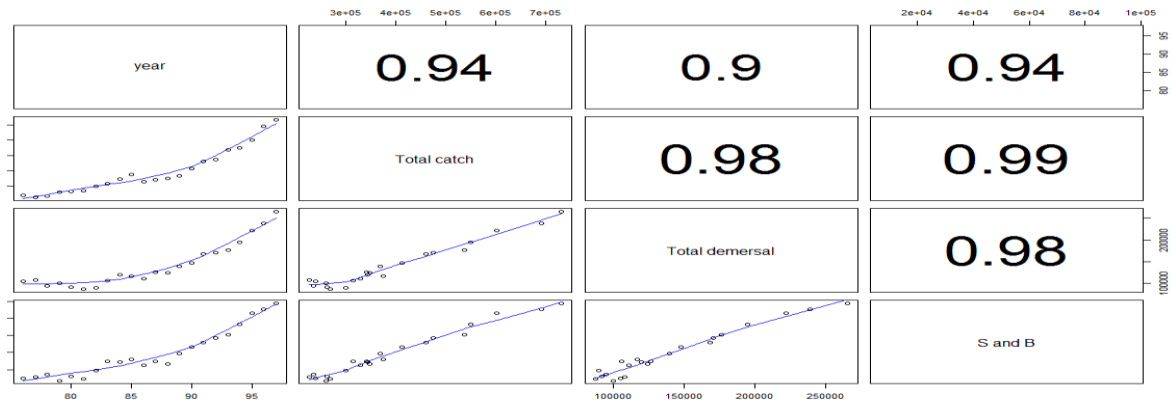 3e+05 4e+05 5e+05 6e+05 7e+05 2e+04 4e+04 6e+04 8e+04 1e+05
year 0.94 0.9 0.94 80 85 90 95
Total catch 0.98 0.99
Total demersal 0.98 100000 200000
S and B
80 85 90 95 100000 150000 200000 250000